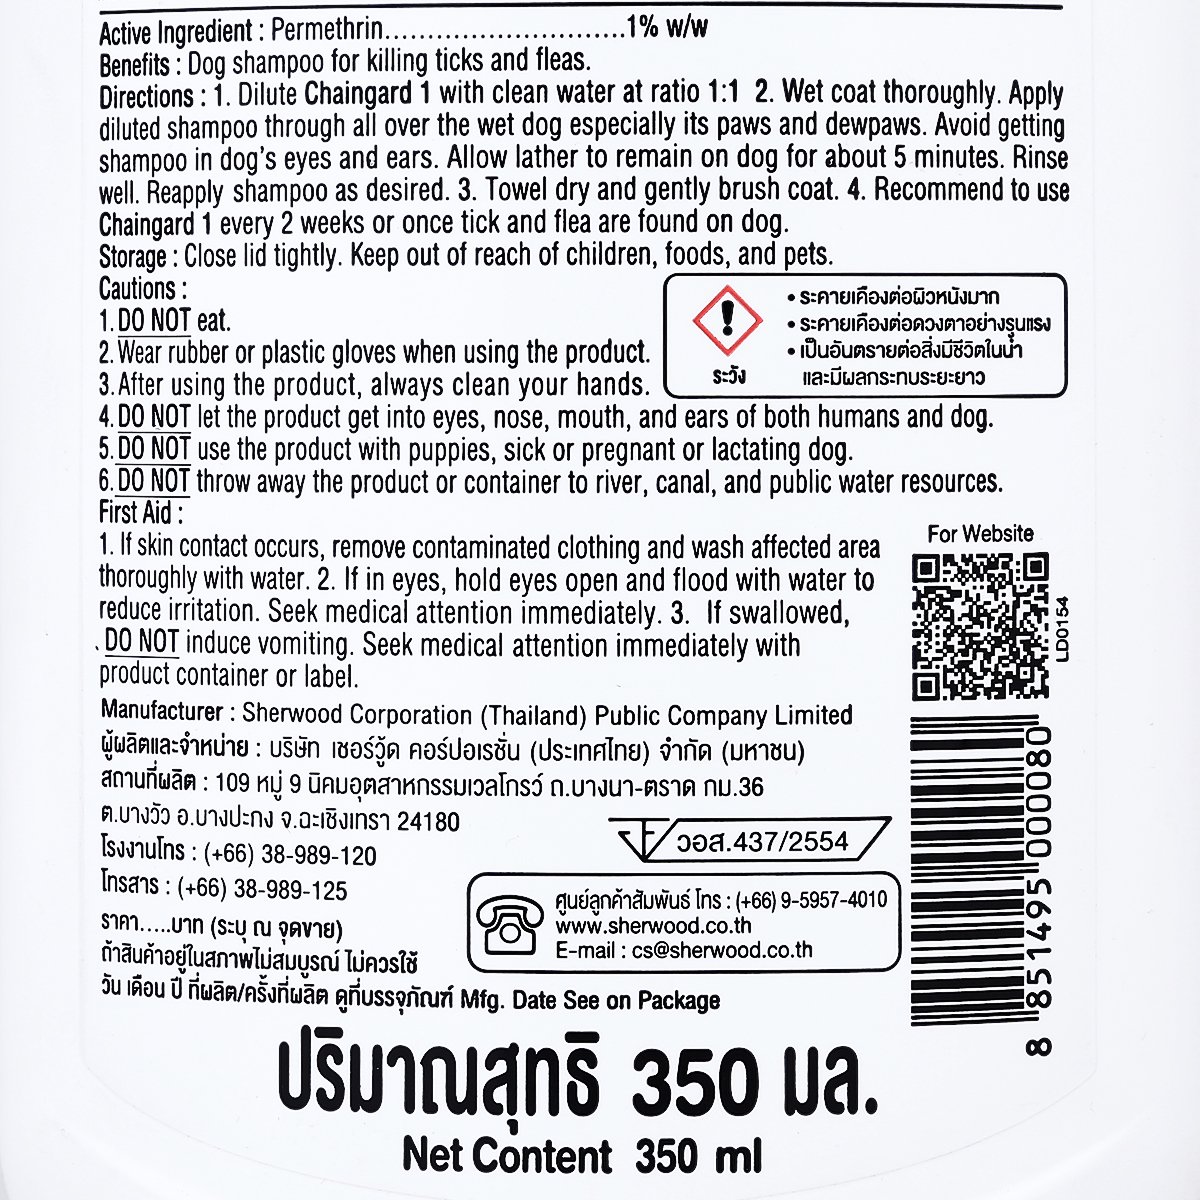 Active Ingredient : Permethrin...........................1% w/w
Benefits : Dog shampoo for killing ticks and fleas.
Directions : 1. Dilute Chaingard 1 with clean water at ratio 1:1  2. Wet coat thoroughly. Apply
diluted shampoo through all over the wet dog especially its paws and dewpaws. Avoid getting
shampoo in dog's eyes and ears. Allow lather to remain on dog for about 5 minutes. Rinse
well. Reapply shampoo as desired. 3. Towel dry and gently brush coat. 4. Recommend to use
Chaingard 1 every 2 weeks or once tick and flea are found on dog.
Storage : Close lid tightly. Keep out of reach of children, foods, and pets.
Cautions :
1. DO NOT eat.
2. Wear rubber or plastic gloves when using the product.
3. After using the product, always clean your hands.
• ระคายเคืองต่อผิวหนังมาก
• ระคายเคืองต่อดวงตาอย่างรุนแรง
• เป็นอันตรายต่อสิ่งมีชีวิตในน้ำ
และมีผลกระทบระยะยาว
ระวัง
4. DO NOT let the product get into eyes, nose, mouth, and ears of both humans and dog.
5. DO NOT use the product with puppies, sick or pregnant or lactating dog.
6. DO NOT throw away the product or container to river, canal, and public water resources.
First Aid :
1. If skin contact occurs, remove contaminated clothing and wash affected area
thoroughly with water. 2. If in eyes, hold eyes open and flood with water to
reduce irritation. Seek medical attention immediately. 3. If swallowed,
DO NOT induce vomiting. Seek medical attention immediately with
product container or label.
For Website
LD0154
Manufacturer : Sherwood Corporation (Thailand) Public Company Limited
ผู้ผลิตและจำหน่าย : บริษัท เชอร์วู้ด คอร์ปอเรชั่น (ประเทศไทย) จำกัด (มหาชน)
สถานที่ผลิต : 109 หมู่ 9 นิคมอุตสาหกรรมเวลโกรว์ ถ.บางนา-ตราด กม.36
ต.บางวัว อ.บางปะกง จ.ฉะเชิงเทรา 24180
โรงงานโทร : (+66) 38-989-120
โทรสาร : (+66) 38-989-125
ราคา.....บาท (ระบุ ณ จุดขาย)
ถ้าสินค้าอยู่ในสภาพไม่สมบูรณ์ ไม่ควรใช้
วัน เดือน ปี ที่ผลิต/ครั้งที่ผลิต ดูที่บรรจุภัณฑ์ Mfg. Date See on Package
วอส.437/2554
ศูนย์ลูกค้าสัมพันธ์ โทร : (+66) 9-5957-4010
www.sherwood.co.th
E-mail : cs@sherwood.co.th
8 851495 000080
ปริมาณสุทธิ 350 มล.
Net Content 350 ml